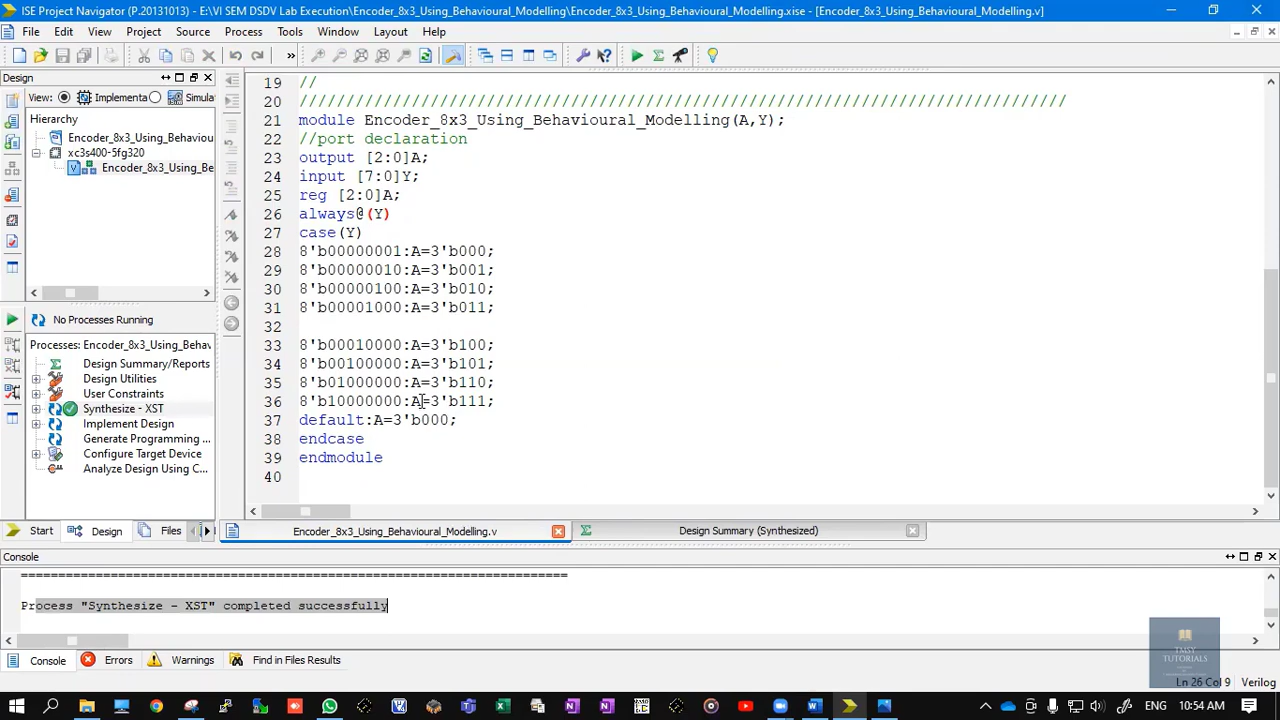 ISE Project Navigator (P.20131013) - E:\VI SEM DSDV Lab Execution\Encoder_8x3_Using_Behavioural_Modelling\Encoder_8x3_Using_Behavioural_Modelling.xise - [Encoder_8x3_Using_Behavioural_Modelling.v]
File Edit View Project Source Process Tools Window Layout Help
»
Design
View: Implementa Simula
Hierarchy
Encoder_8x3_Using_Behaviou
xc3s400-5fg320
Encoder_8x3_Using_Be
No Processes Running
Processes: Encoder_8x3_Using_Behav
Design Summary/Reports
Design Utilities
User Constraints
Synthesize - XST
Implement Design
Generate Programming ...
Configure Target Device
Analyze Design Using C...
Start Design Files
19 //
20 //////////////////////////////////////////////////////////////////////////////////
21 module Encoder_8x3_Using_Behavioural_Modelling(A,Y);
22 //port declaration
23 output [2:0]A;
24 input [7:0]Y;
25 reg [2:0]A;
26 always@(Y)
27 case(Y)
28 8'b00000001:A=3'b000;
29 8'b00000010:A=3'b001;
30 8'b00000100:A=3'b010;
31 8'b00001000:A=3'b011;
32
33 8'b00010000:A=3'b100;
34 8'b00100000:A=3'b101;
35 8'b01000000:A=3'b110;
36 8'b10000000:A=3'b111;
37 default:A=3'b000;
38 endcase
39 endmodule
40
Encoder_8x3_Using_Behavioural_Modelling.v Design Summary (Synthesized)
Console
=========================================================================
Process "Synthesize - XST" completed successfully
Console Errors Warnings Find in Files Results
TMSY
TUTORIALS
Ln 26 Col 9 Verilog
ENG 10:54 AM